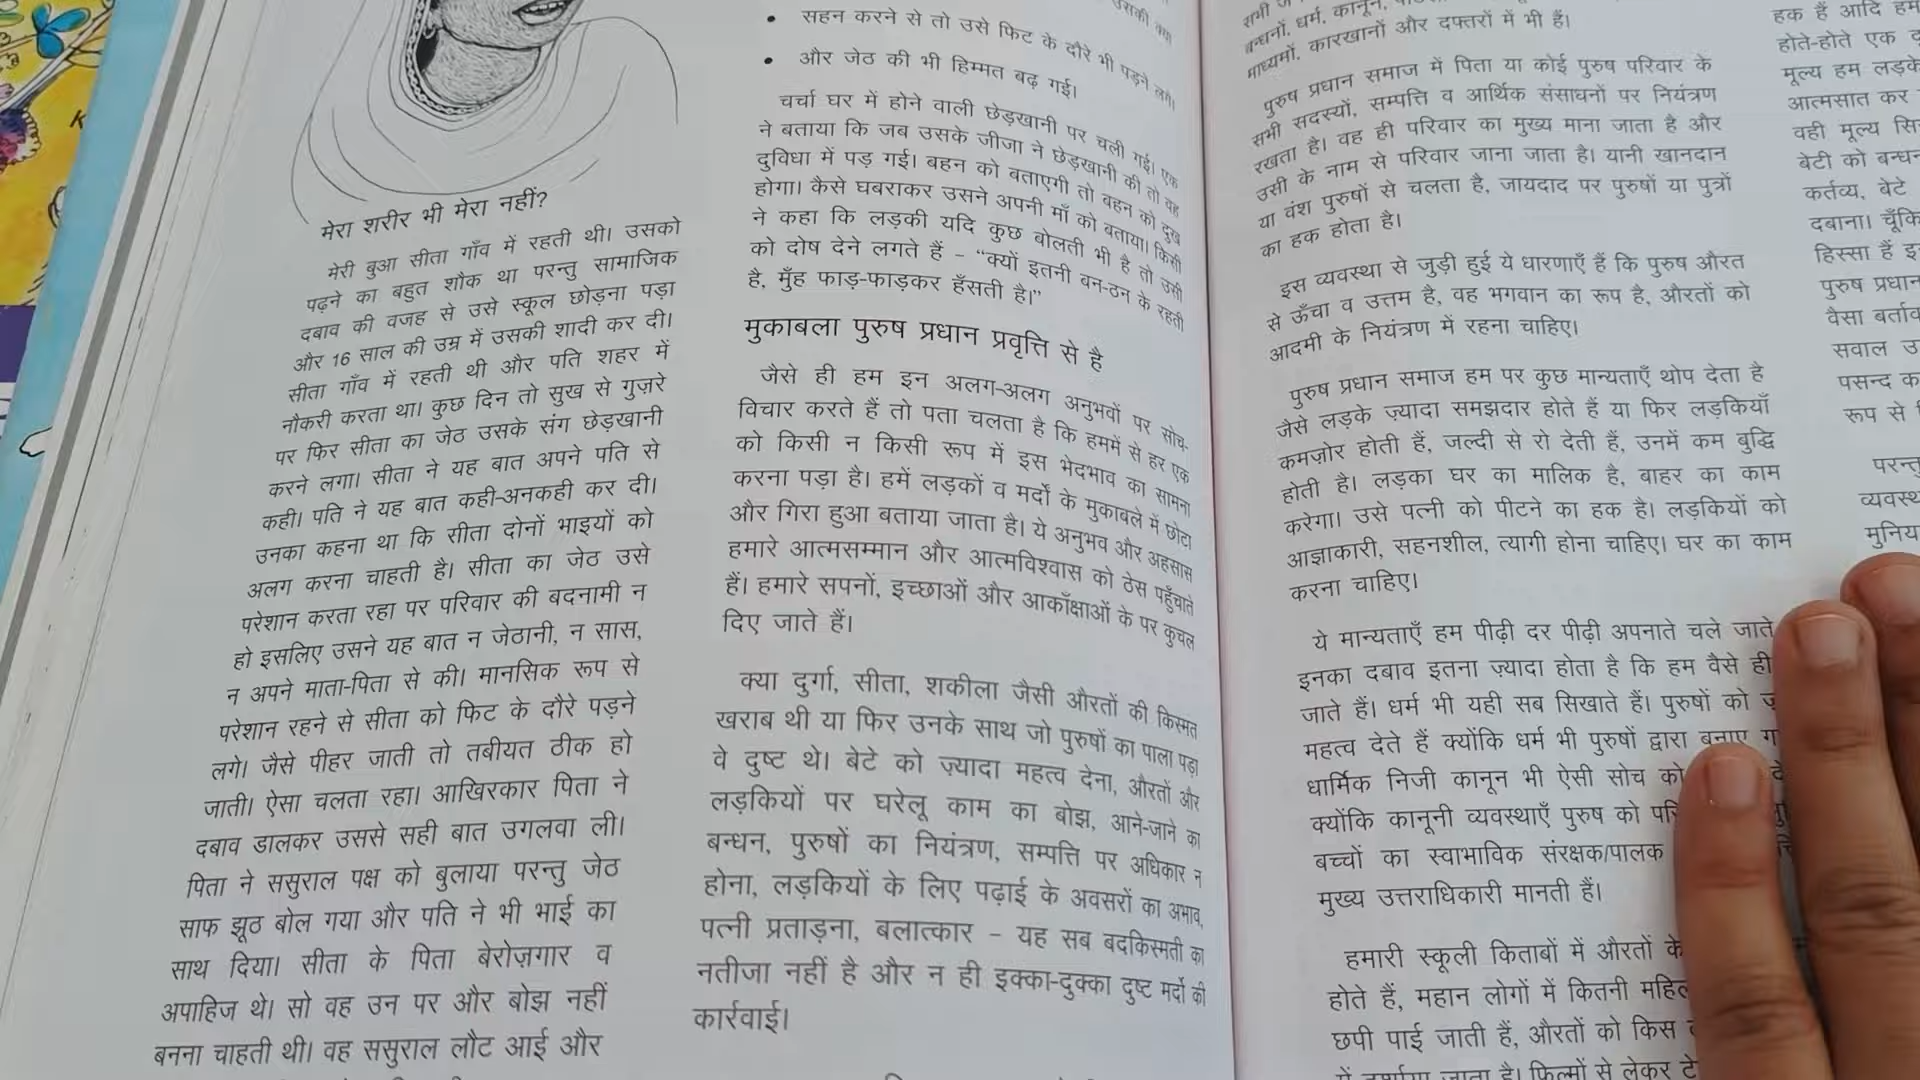 मेरा शरीर भी मेरा नहीं?
मेरी बुआ सीता गाँव में रहती थी। उसको
पढ़ने का बहुत शौक था परन्तु सामाजिक
दबाव की वजह से उसे स्कूल छोड़ना पड़ा
और 16 साल की उम्र में उसकी शादी कर दी।
सीता गाँव में रहती थी और पति शहर में
नौकरी करता था। कुछ दिन तो सुख से गुज़रे
पर फिर सीता का जेठ उसके संग छेड़खानी
करने लगा। सीता ने यह बात अपने पति से
कही। पति ने यह बात कही-अनकही कर दी।
उनका कहना था कि सीता दोनों भाइयों को
अलग करना चाहती है। सीता का जेठ उसे
परेशान करता रहा पर परिवार की बदनामी न
हो इसलिए उसने यह बात न जेठानी, न सास,
न अपने माता-पिता से की। मानसिक रूप से
परेशान रहने से सीता को फिट के दौरे पड़ने
लगे। जैसे पीहर जाती तो तबीयत ठीक हो
जाती। ऐसा चलता रहा। आखिरकार पिता ने
दबाव डालकर उससे सही बात उगलवा ली।
पिता ने ससुराल पक्ष को बुलाया परन्तु जेठ
साफ झूठ बोल गया और पति ने भी भाई का
साथ दिया। सीता के पिता बेरोज़गार व
अपाहिज थे। सो वह उन पर और बोझ नहीं
बनना चाहती थी। वह ससुराल लौट आई और
उसकी क्या
• सहन करने से तो उसे फिट के दौरे भी पड़ने लगे।
• और जेठ की भी हिम्मत बढ़ गई।
चर्चा घर में होने वाली छेड़खानी पर चली गई। एक
ने बताया कि जब उसके जीजा ने छेड़खानी की तो वह
दुविधा में पड़ गई। बहन को बताएगी तो बहन को दुख
होगा। कैसे घबराकर उसने अपनी माँ को बताया। किसी
ने कहा कि लड़की यदि कुछ बोलती भी है तो उसी
को दोष देने लगते हैं – “क्यों इतनी बन-ठन के रहती
है, मुँह फाड़-फाड़कर हँसती है।”
मुकाबला पुरुष प्रधान प्रवृत्ति से है
जैसे ही हम इन अलग-अलग अनुभवों पर सोच-
विचार करते हैं तो पता चलता है कि हममें से हर एक
को किसी न किसी रूप में इस भेदभाव का सामना
करना पड़ा है। हमें लड़कों व मर्दों के मुकाबले में छोटा
और गिरा हुआ बताया जाता है। ये अनुभव और अहसास
हमारे आत्मसम्मान और आत्मविश्वास को ठेस पहुँचाते
हैं। हमारे सपनों, इच्छाओं और आकाँक्षाओं के पर कुचल
दिए जाते हैं।
क्या दुर्गा, सीता, शकीला जैसी औरतों की किस्मत
खराब थी या फिर उनके साथ जो पुरुषों का पाला पड़ा
वे दुष्ट थे। बेटे को ज़्यादा महत्व देना, औरतों और
लड़कियों पर घरेलू काम का बोझ, आने-जाने का
बन्धन, पुरुषों का नियंत्रण, सम्पत्ति पर अधिकार न
होना, लड़कियों के लिए पढ़ाई के अवसरों का अभाव,
पत्नी प्रताड़ना, बलात्कार – यह सब बदकिस्मती का
नतीजा नहीं है और न ही इक्का-दुक्का दुष्ट मर्दो की
कार्रवाई।
सभी
बन्धनों, धर्म, कानून,
माध्यमों, कारखानों और दफ्तरों में भी हैं।
पुरुष प्रधान समाज में पिता या कोई पुरुष परिवार के
सभी सदस्यों, सम्पत्ति व आर्थिक संसाधनों पर नियंत्रण
रखता है। वह ही परिवार का मुख्य माना जाता है और
उसी के नाम से परिवार जाना जाता है। यानी खानदान
या वंश पुरुषों से चलता है, जायदाद पर पुरुषों या पुत्रों
का हक होता है।
इस व्यवस्था से जुड़ी हुई ये धारणाएँ हैं कि पुरुष औरत
से ऊँचा व उत्तम है, वह भगवान का रूप है, औरतों को
आदमी के नियंत्रण में रहना चाहिए।
पुरुष प्रधान समाज हम पर कुछ मान्यताएँ थोप देता है
जैसे लड़के ज़्यादा समझदार होते हैं या फिर लड़कियाँ
कमज़ोर होती हैं, जल्दी से रो देती हैं, उनमें कम बुद्धि
होती है। लड़का घर का मालिक है, बाहर का काम
करेगा। उसे पत्नी को पीटने का हक है। लड़कियों को
आज्ञाकारी, सहनशील, त्यागी होना चाहिए। घर का काम
करना चाहिए।
ये मान्यताएँ हम पीढ़ी दर पीढ़ी अपनाते चले जाते
इनका दबाव इतना ज़्यादा होता है कि हम वैसे ही
जाते हैं। धर्म भी यही सब सिखाते हैं। पुरुषों को
महत्व देते हैं क्योंकि धर्म भी पुरुषों द्वारा बनाए
धार्मिक निजी कानून भी ऐसी सोच को
क्योंकि कानूनी व्यवस्थाएँ पुरुष को
बच्चों का स्वाभाविक संरक्षक/पालक
मुख्य उत्तराधिकारी मानती हैं।
हमारी स्कूली किताबों में औरतों के
होते हैं, महान लोगों में कितनी
छपी पाई जाती हैं, औरतों को किस
में दर्शाया जाता है। फिल्मों से लेकर
हक हैं आदि हम
होते-होते एक
मूल्य हम लड़के
आत्मसात कर
वही मूल्य
बेटी को बन्धन
कर्तव्य, बेटे
दबाना।
हिस्सा हैं
पुरुष प्रधान
वैसा
सवाल
पसन्द
रूप से